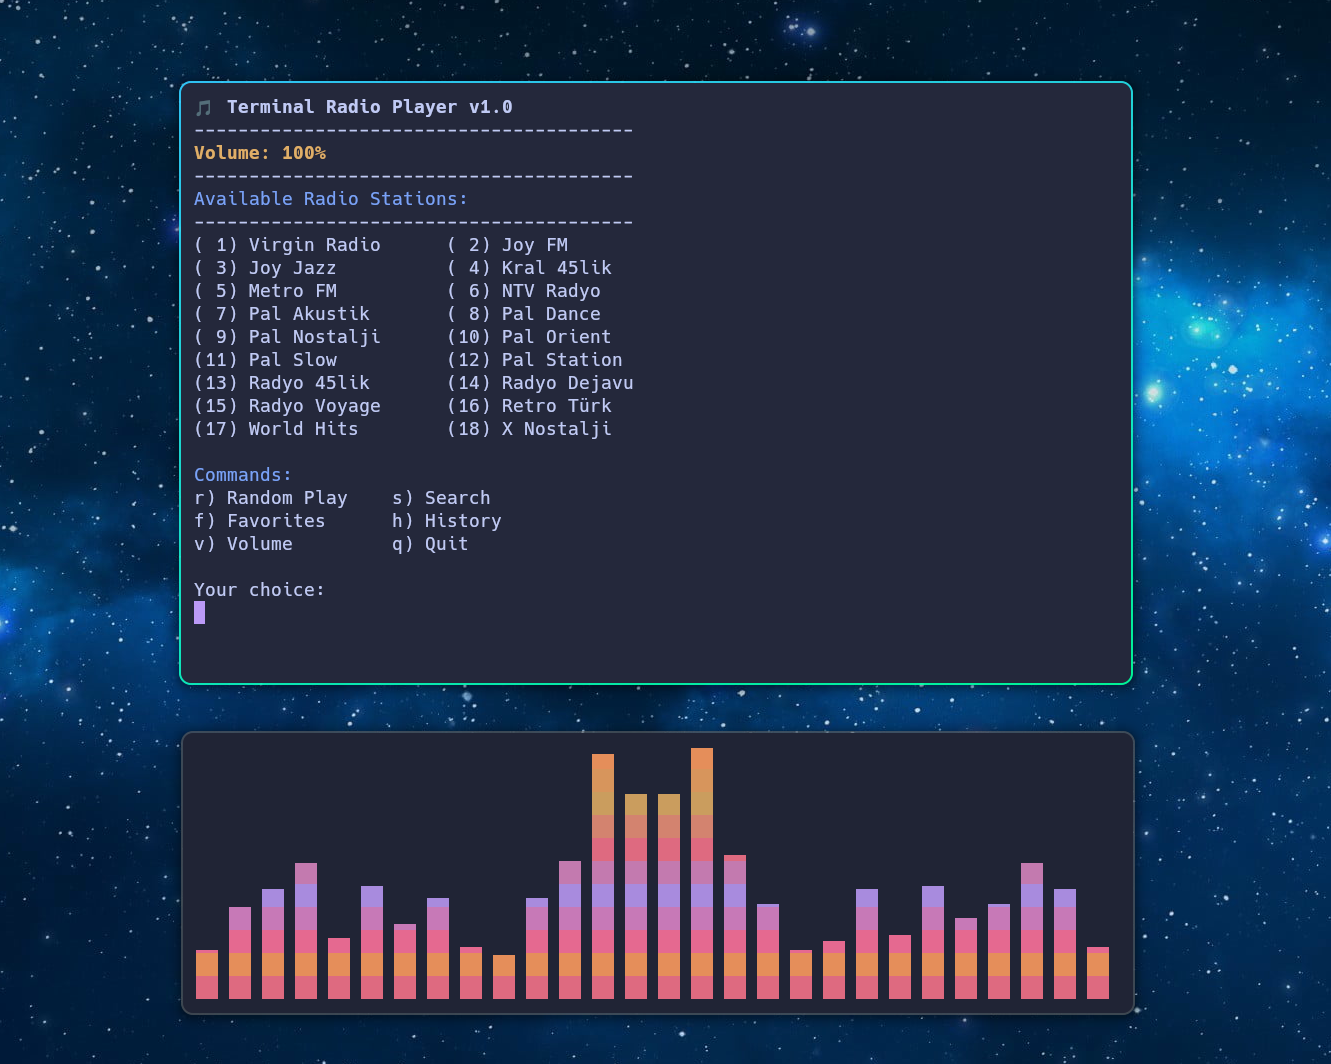 🎵 Terminal Radio Player v1.0
----------------------------------------
Volume: 100%
----------------------------------------
Available Radio Stations:
----------------------------------------
( 1) Virgin Radio      ( 2) Joy FM
( 3) Joy Jazz          ( 4) Kral 45lik
( 5) Metro FM          ( 6) NTV Radyo
( 7) Pal Akustik       ( 8) Pal Dance
( 9) Pal Nostalji      (10) Pal Orient
(11) Pal Slow          (12) Pal Station
(13) Radyo 45lik       (14) Radyo Dejavu
(15) Radyo Voyage      (16) Retro Türk
(17) World Hits        (18) X Nostalji
Commands:
r) Random Play    s) Search
f) Favorites      h) History
v) Volume         q) Quit
Your choice: